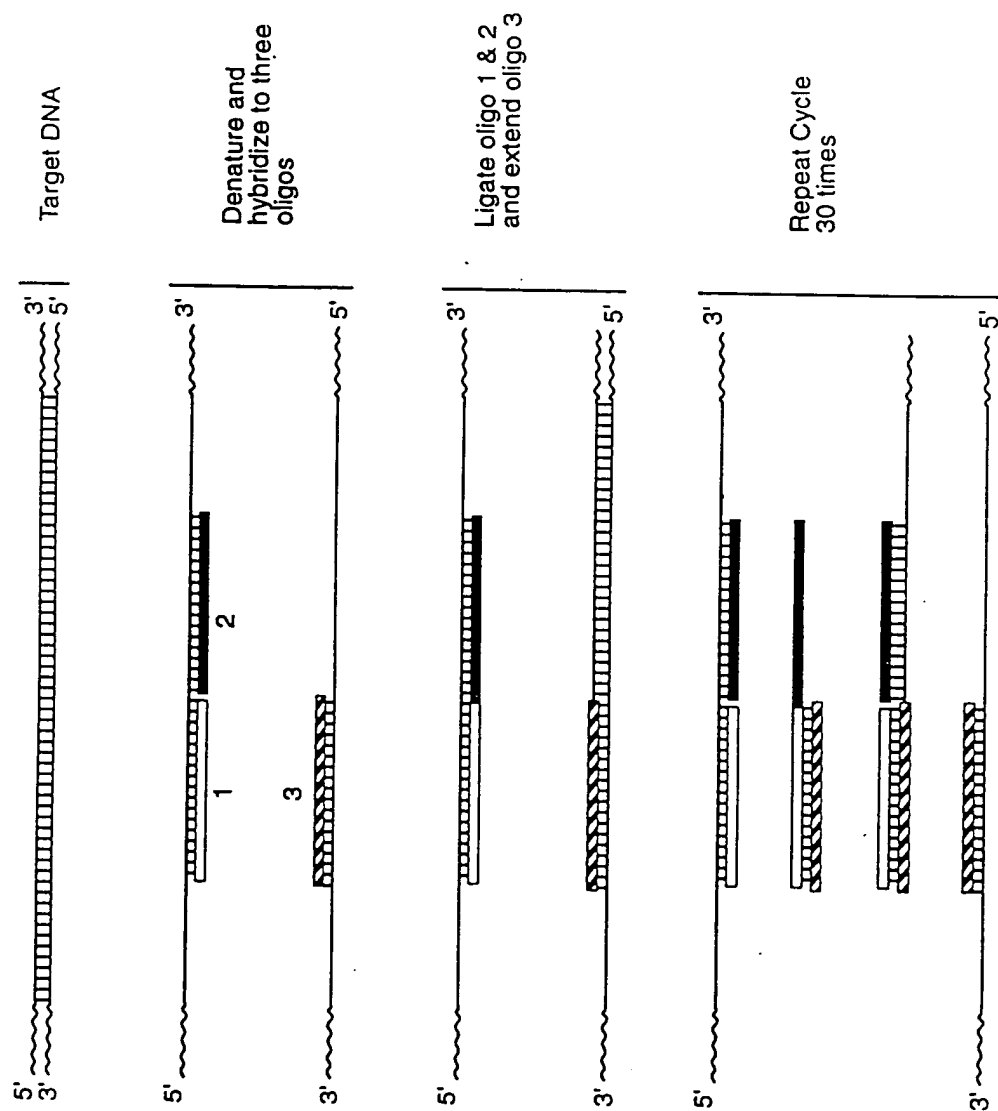 5' 3' Target DNA
3' 5'
5' 3'
Denature and
hybridize to three
oligos
1 2
3
3' 5'
5' 3'
Ligate oligo 1 & 2
and extend oligo 3
3' 5'
5' 3'
Repeat Cycle
30 times
3' 5'